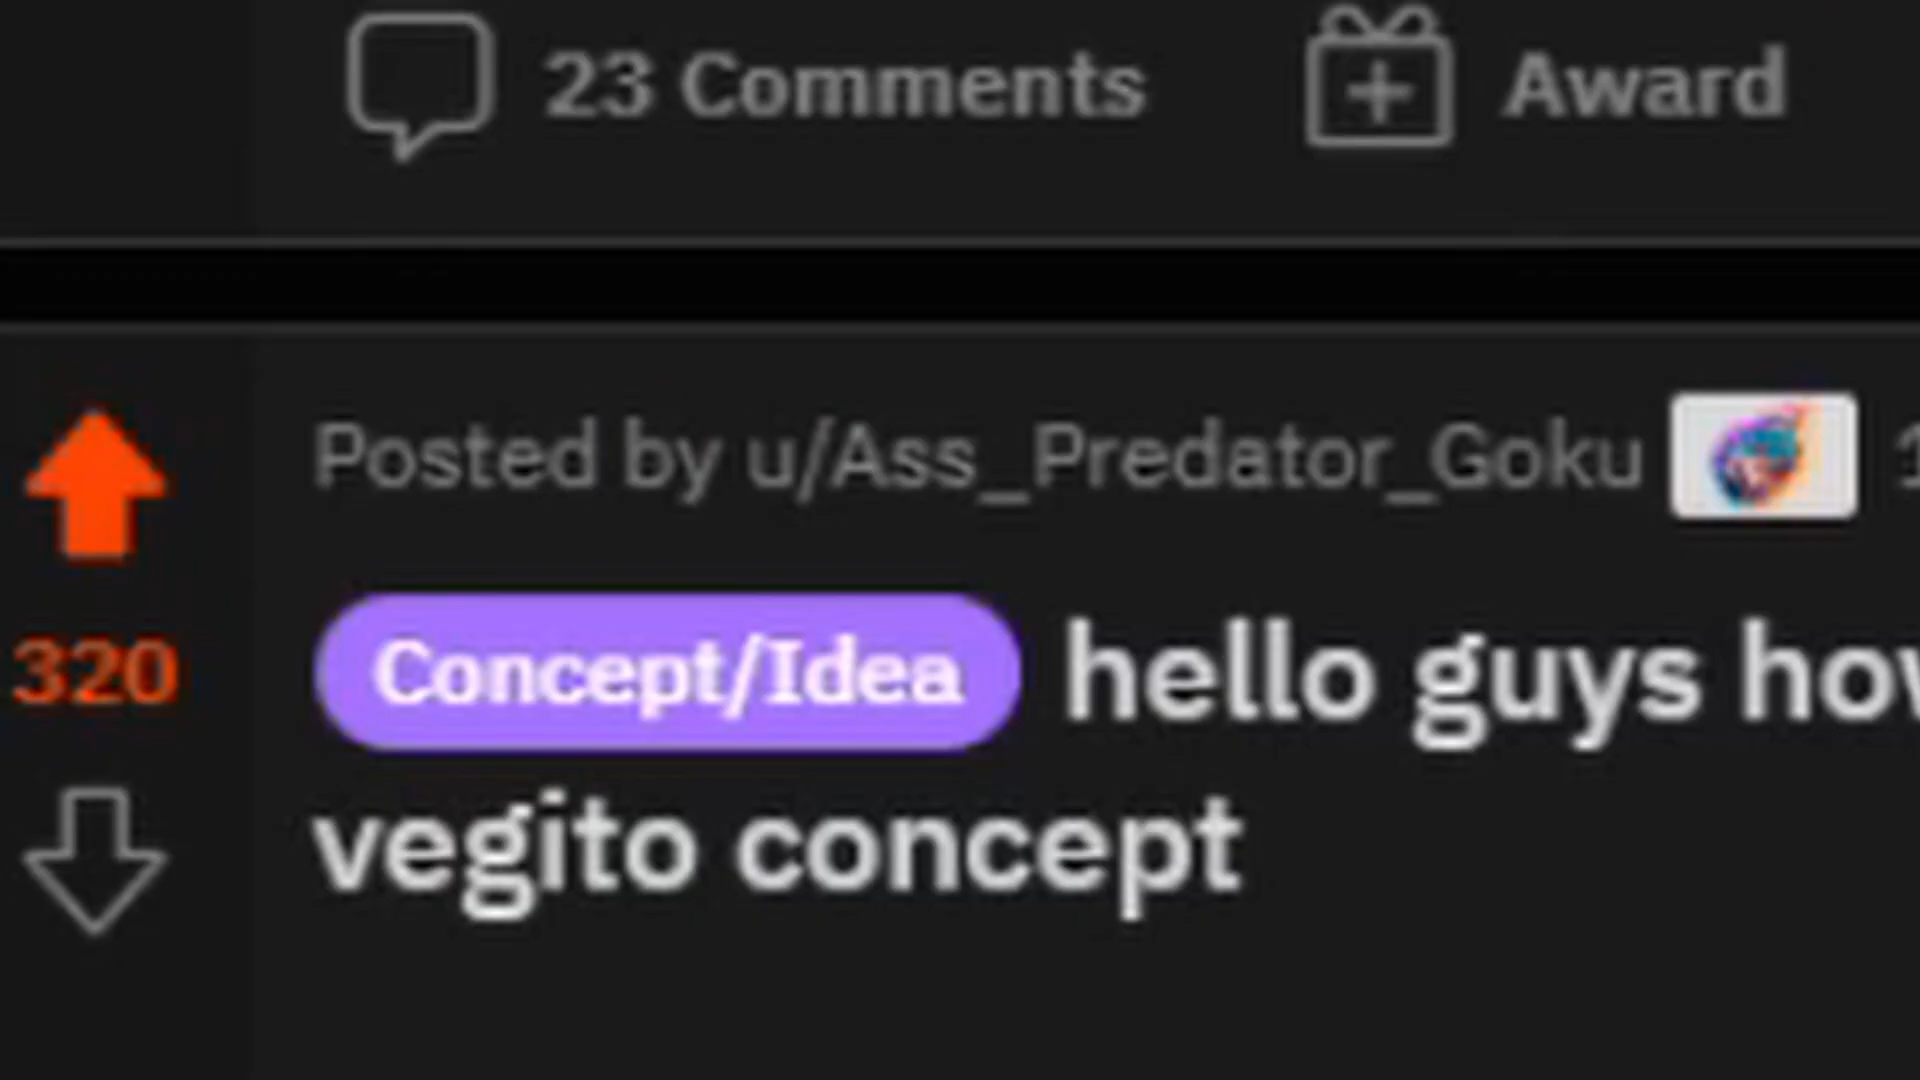 23 Comments Award
Posted by u/Ass_Predator_Goku
320 Concept/Idea hello guys
vegito concept